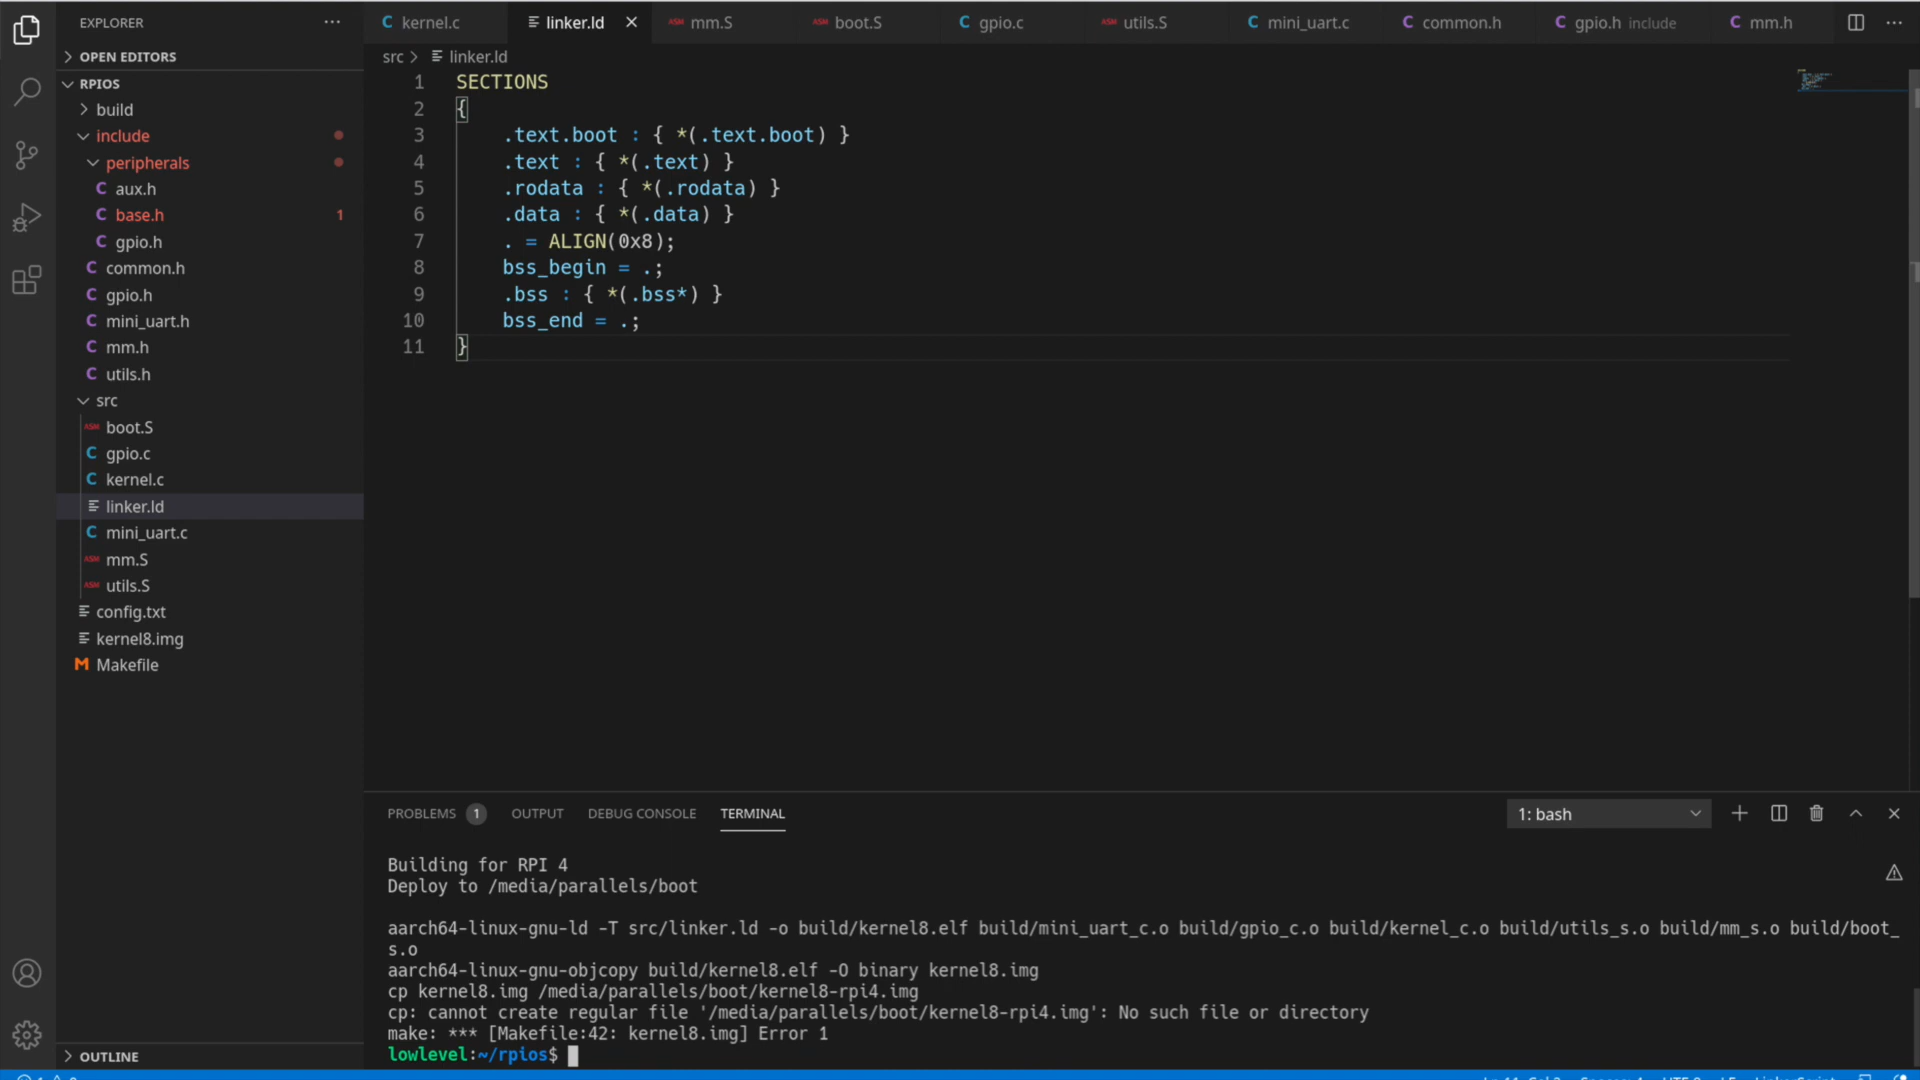 EXPLORER
OPEN EDITORS
RPIOS
build
include
peripherals
aux.h
base.h 1
gpio.h
common.h
gpio.h
mini_uart.h
mm.h
utils.h
src
boot.S
gpio.c
kernel.c
linker.ld
mini_uart.c
mm.S
utils.S
config.txt
kernel8.img
Makefile
OUTLINE
kernel.c linker.ld mm.S boot.S gpio.c utils.S mini_uart.c common.h gpio.h include mm.h
src linker.ld
1 SECTIONS
2 {
3 .text.boot : { *(.text.boot) }
4 .text : { *(.text) }
5 .rodata : { *(.rodata) }
6 .data : { *(.data) }
7 . = ALIGN(0x8);
8 bss_begin = .;
9 .bss : { *(.bss*) }
10 bss_end = .;
11 }
PROBLEMS 1 OUTPUT DEBUG CONSOLE TERMINAL 1: bash
Building for RPI 4
Deploy to /media/parallels/boot
aarch64-linux-gnu-ld -T src/linker.ld -o build/kernel8.elf build/mini_uart_c.o build/gpio_c.o build/kernel_c.o build/utils_s.o build/mm_s.o build/boot_
s.o
aarch64-linux-gnu-objcopy build/kernel8.elf -O binary kernel8.img
cp kernel8.img /media/parallels/boot/kernel8-rpi4.img
cp: cannot create regular file '/media/parallels/boot/kernel8-rpi4.img': No such file or directory
make: *** [Makefile:42: kernel8.img] Error 1
lowlevel:~/rpios$